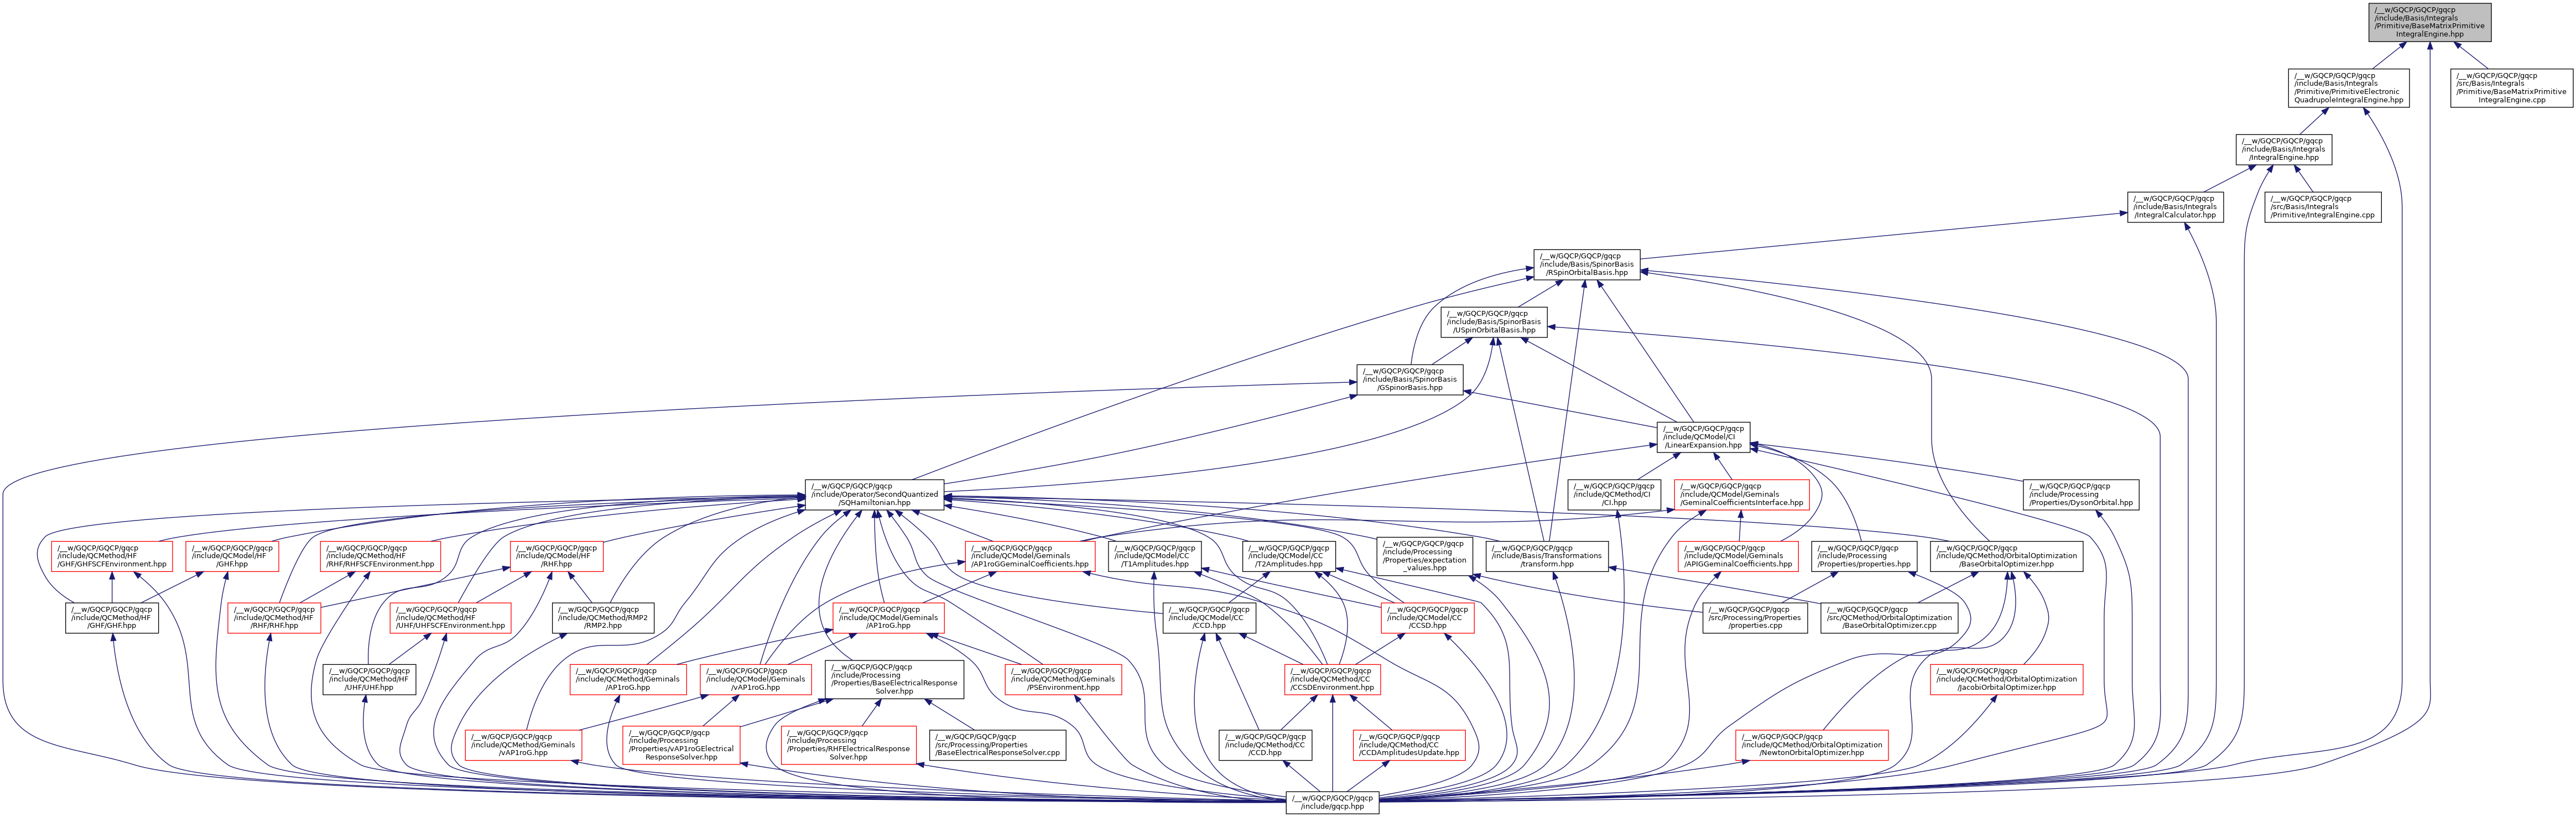 /__w/GQCP/GQCP/gqcp
/include/Basis/Integrals
/Primitive/BaseMatrixPrimitive
IntegralEngine.hpp
/__w/GQCP/GQCP/gqcp
/include/Basis/Integrals
/Primitive/PrimitiveElectronic
QuadrupoleIntegralEngine.hpp
/__w/GQCP/GQCP/gqcp
/src/Basis/Integrals
/Primitive/BaseMatrixPrimitive
IntegralEngine.cpp
/__w/GQCP/GQCP/gqcp
/include/Basis/Integrals
/IntegralEngine.hpp
/__w/GQCP/GQCP/gqcp
/include/Basis/Integrals
/IntegralCalculator.hpp
/__w/GQCP/GQCP/gqcp
/src/Basis/Integrals
/Primitive/IntegralEngine.cpp
/__w/GQCP/GQCP/gqcp
/include/Basis/SpinorBasis
/RSpinOrbitalBasis.hpp
/__w/GQCP/GQCP/gqcp
/include/Basis/SpinorBasis
/USpinOrbitalBasis.hpp
/__w/GQCP/GQCP/gqcp
/include/Basis/SpinorBasis
/GSpinorBasis.hpp
/__w/GQCP/GQCP/gqcp
/include/QCModel/CI
/LinearExpansion.hpp
/__w/GQCP/GQCP/gqcp
/include/Operator/SecondQuantized
/SQHamiltonian.hpp
/__w/GQCP/GQCP/gqcp
/include/QCMethod/CI
/CI.hpp
/__w/GQCP/GQCP/gqcp
/include/QCModel/Geminals
/GeminalCoefficientsInterface.hpp
/__w/GQCP/GQCP/gqcp
/include/Processing
/Properties/DysonOrbital.hpp
/__w/GQCP/GQCP/gqcp
/include/QCMethod/HF
/GHF/GHFSCFEnvironment.hpp
/__w/GQCP/GQCP/gqcp
/include/QCModel/HF
/GHF.hpp
/__w/GQCP/GQCP/gqcp
/include/QCMethod/HF
/RHF/RHFSCFEnvironment.hpp
/__w/GQCP/GQCP/gqcp
/include/QCModel/HF
/RHF.hpp
/__w/GQCP/GQCP/gqcp
/include/QCModel/Geminals
/AP1roGGeminalCoefficients.hpp
/__w/GQCP/GQCP/gqcp
/include/QCModel/CC
/T1Amplitudes.hpp
/__w/GQCP/GQCP/gqcp
/include/QCModel/CC
/T2Amplitudes.hpp
/__w/GQCP/GQCP/gqcp
/include/Processing
/Properties/expectation
_values.hpp
/__w/GQCP/GQCP/gqcp
/include/Basis/Transformations
/transform.hpp
/__w/GQCP/GQCP/gqcp
/include/QCModel/Geminals
/APIGGeminalCoefficients.hpp
/__w/GQCP/GQCP/gqcp
/include/Processing
/Properties/properties.hpp
/__w/GQCP/GQCP/gqcp
/include/QCMethod/OrbitalOptimization
/BaseOrbitalOptimizer.hpp
/__w/GQCP/GQCP/gqcp
/include/QCMethod/HF
/GHF/GHF.hpp
/__w/GQCP/GQCP/gqcp
/include/QCMethod/HF
/RHF/RHF.hpp
/__w/GQCP/GQCP/gqcp
/include/QCMethod/HF
/UHF/UHFSCFEnvironment.hpp
/__w/GQCP/GQCP/gqcp
/include/QCMethod/RMP2
/RMP2.hpp
/__w/GQCP/GQCP/gqcp
/include/QCModel/Geminals
/AP1roG.hpp
/__w/GQCP/GQCP/gqcp
/include/QCModel/CC
/CCD.hpp
/__w/GQCP/GQCP/gqcp
/include/QCModel/CC
/CCSD.hpp
/__w/GQCP/GQCP/gqcp
/src/Processing/Properties
/properties.cpp
/__w/GQCP/GQCP/gqcp
/src/QCMethod/OrbitalOptimization
/BaseOrbitalOptimizer.cpp
/__w/GQCP/GQCP/gqcp
/include/QCMethod/HF
/UHF/UHF.hpp
/__w/GQCP/GQCP/gqcp
/include/QCMethod/Geminals
/AP1roG.hpp
/__w/GQCP/GQCP/gqcp
/include/QCModel/Geminals
/vAP1roG.hpp
/__w/GQCP/GQCP/gqcp
/include/Processing
/Properties/BaseElectricalResponse
Solver.hpp
/__w/GQCP/GQCP/gqcp
/include/QCMethod/Geminals
/PSEnvironment.hpp
/__w/GQCP/GQCP/gqcp
/include/QCMethod/CC
/CCSDEnvironment.hpp
/__w/GQCP/GQCP/gqcp
/include/QCMethod/OrbitalOptimization
/JacobiOrbitalOptimizer.hpp
/__w/GQCP/GQCP/gqcp
/include/QCMethod/Geminals
/vAP1roG.hpp
/__w/GQCP/GQCP/gqcp
/include/Processing
/Properties/vAP1roGElectrical
ResponseSolver.hpp
/__w/GQCP/GQCP/gqcp
/include/Processing
/Properties/RHFElectricalResponse
Solver.hpp
/__w/GQCP/GQCP/gqcp
/src/Processing/Properties
/BaseElectricalResponseSolver.cpp
/__w/GQCP/GQCP/gqcp
/include/QCMethod/CC
/CCD.hpp
/__w/GQCP/GQCP/gqcp
/include/QCMethod/CC
/CCDAmplitudesUpdate.hpp
/__w/GQCP/GQCP/gqcp
/include/QCMethod/OrbitalOptimization
/NewtonOrbitalOptimizer.hpp
/__w/GQCP/GQCP/gqcp
/include/gqcp.hpp